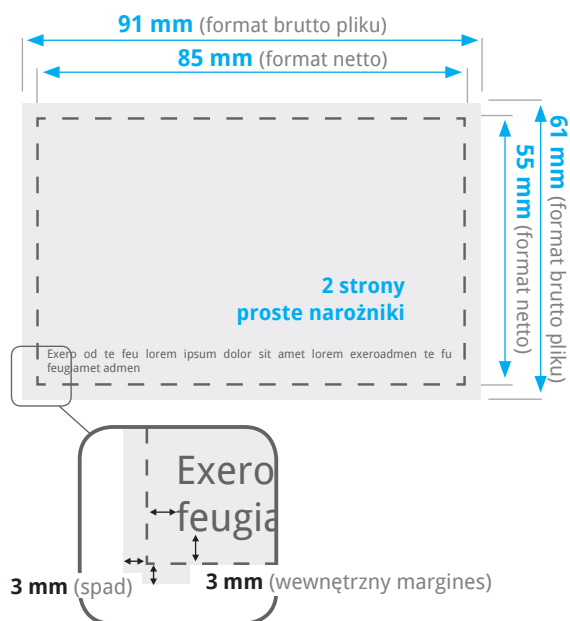 91 mm (format brutto pliku)
85 mm (format netto)
61 mm (format brutto pliku)
55 mm (format netto)
2 strony
proste narożniki
Exero od te feu lorem ipsum dolor sit amet lorem exeroadmen te fu
feugiamet admen
Exero
feugia
3 mm (spad)
3 mm (wewnętrzny margines)